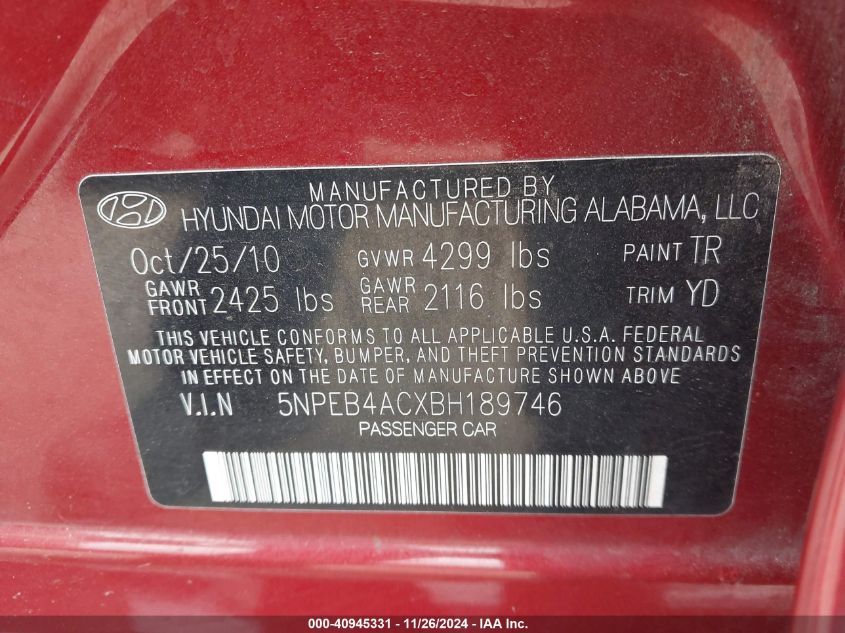 MANUFACTURED BY
HYUNDAI MOTOR MANUFACTURING ALABAMA, LLC
Oct/25/10 GVWR 4299 lbs PAINT TR
GAWR FRONT 2425 lbs GAWR REAR 2116 lbs TRIM YD
THIS VEHICLE CONFORMS TO ALL APPLICABLE U.S.A. FEDERAL
MOTOR VEHICLE SAFETY, BUMPER, AND THEFT PREVENTION STANDARDS
IN EFFECT ON THE DATE OF MANUFACTURE SHOWN ABOVE.
V.I.N 5NPEB4ACXBH189746
PASSENGER CAR
000-40945331 - 11/26/2024 - IAA Inc.